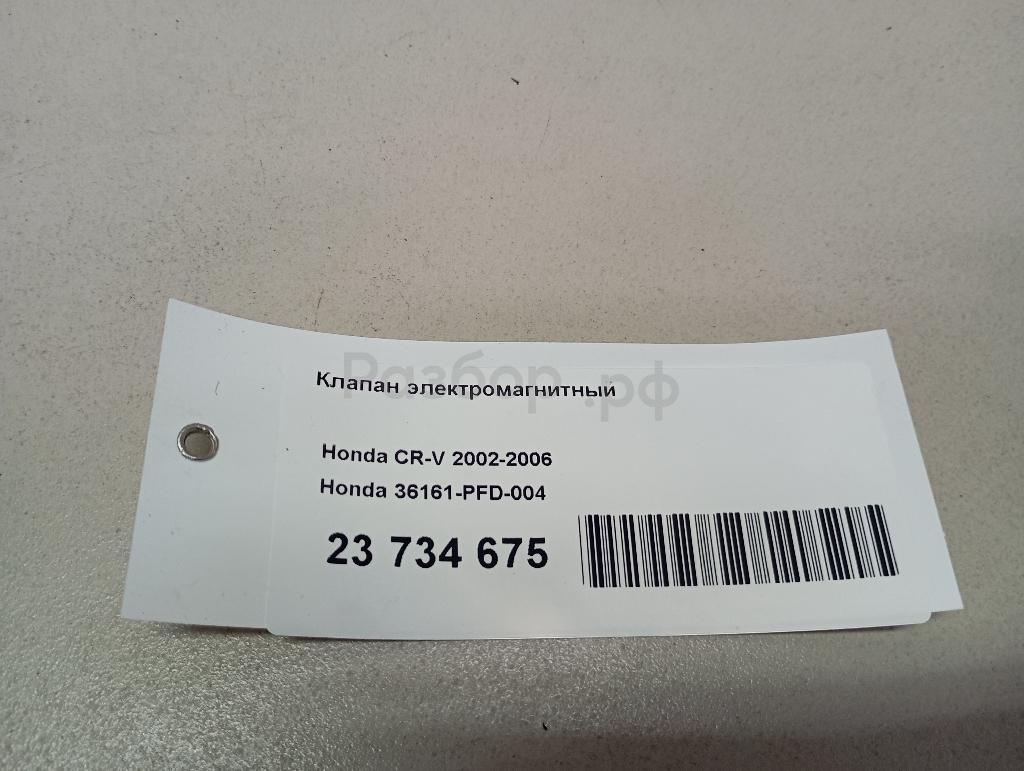 Разбор.рф
Клапан электромагнитный
Honda CR-V 2002-2006
Honda 36161-PFD-004
23 734 675